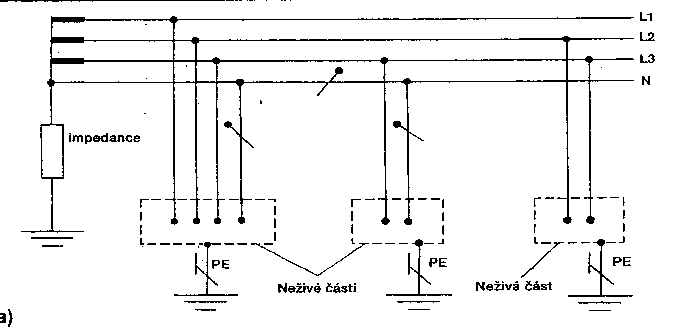 L1
L2
L3
N
impedance
PE
PE
PE
Neživé části
Neživá část
a)